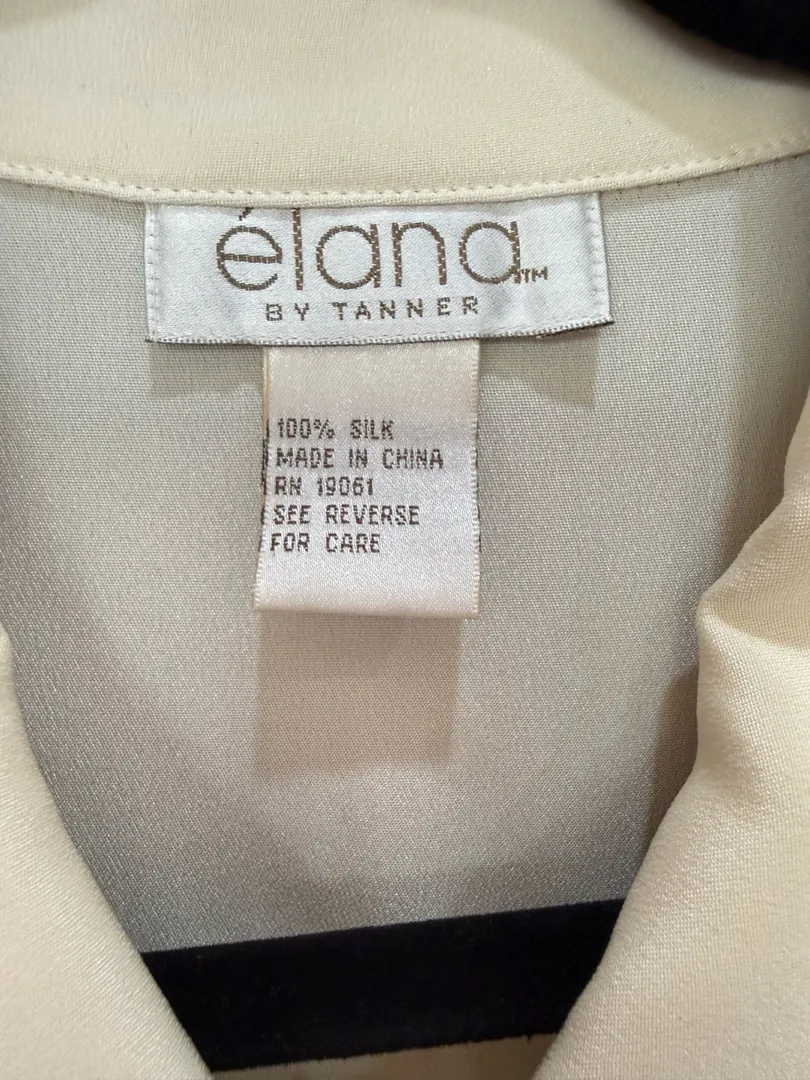 élana™
BY TANNER
100% SILK
MADE IN CHINA
RN 19061
SEE REVERSE
FOR CARE